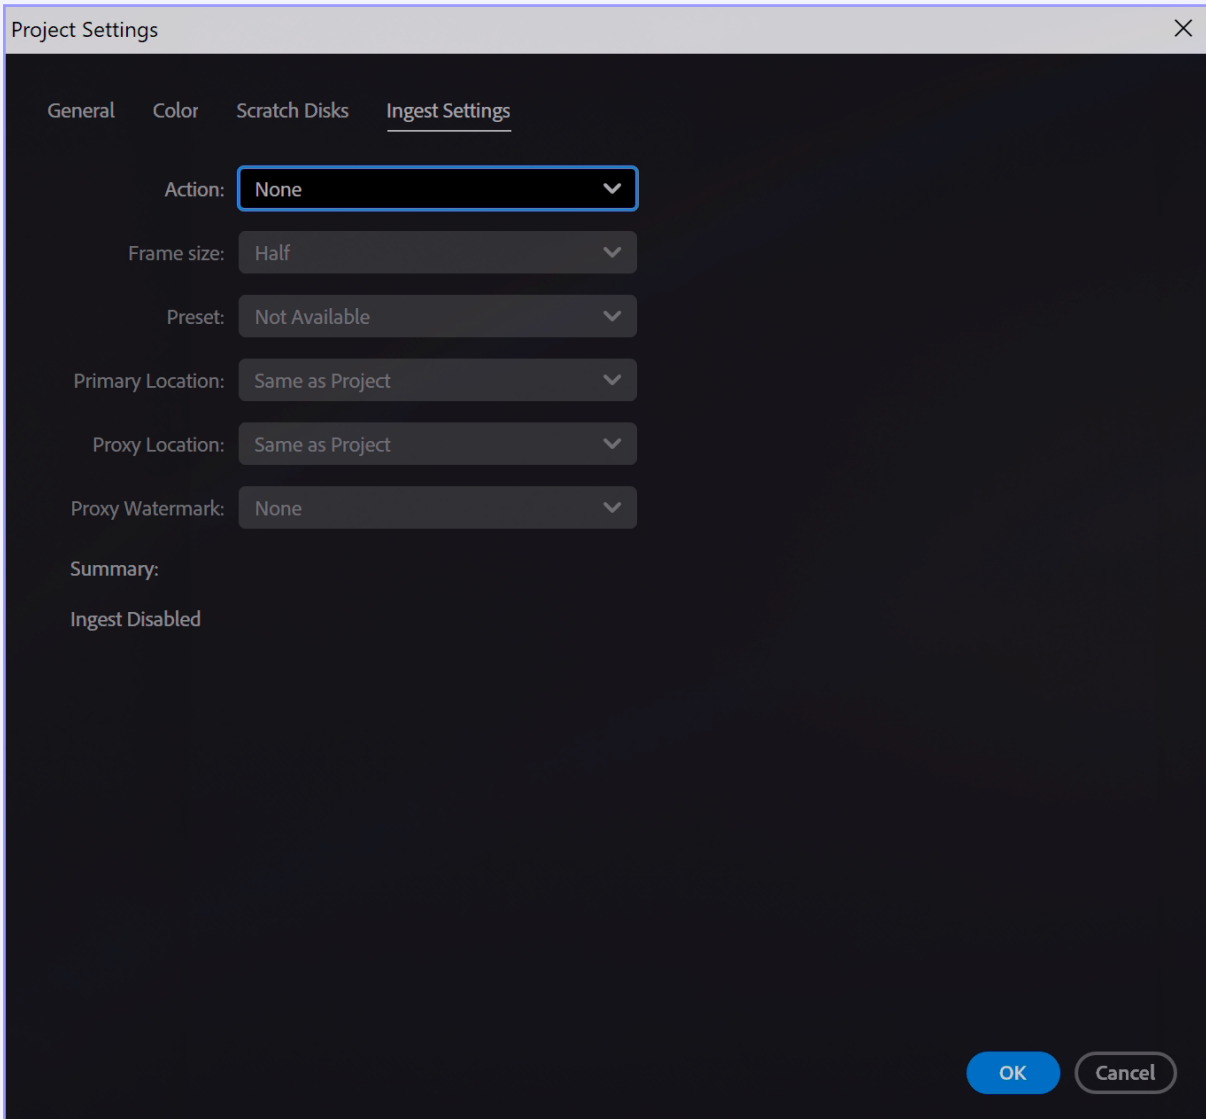 Project Settings
General Color Scratch Disks Ingest Settings
Action: None
Frame size: Half
Preset: Not Available
Primary Location: Same as Project
Proxy Location: Same as Project
Proxy Watermark: None
Summary:
Ingest Disabled
OK Cancel